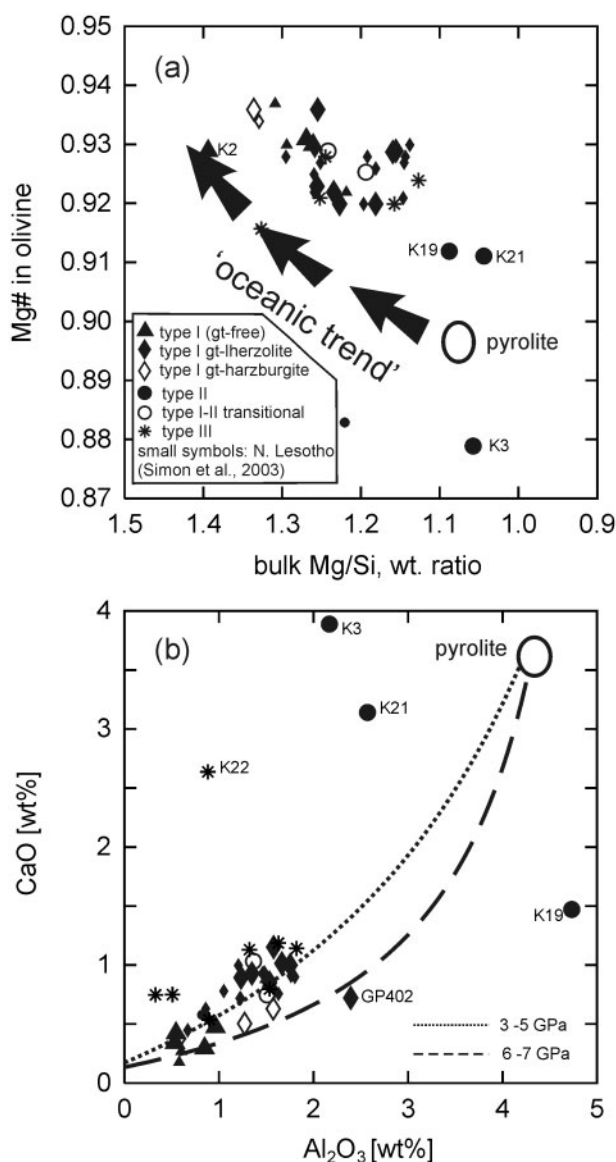 (a)
Mg# in olivine
0.95
0.94
0.93
0.92
0.91
0.90
0.89
0.88
0.87
K2
K19
K21
'oceanic trend'
pyrolite
K3
type I (gt-free)
type I gt-lherzolite
type I gt-harzburgite
type II
type I-II transitional
type III
small symbols: N. Lesotho
(Simon et al., 2003)
1.5 1.4 1.3 1.2 1.1 1.0 0.9
bulk Mg/Si, wt. ratio
(b)
CaO [wt%]
4
3
2
1
0
K3
pyrolite
K21
K22
K19
GP402
3 -5 GPa
6 -7 GPa
0 1 2 3 4 5
Al₂O₃ [wt%]